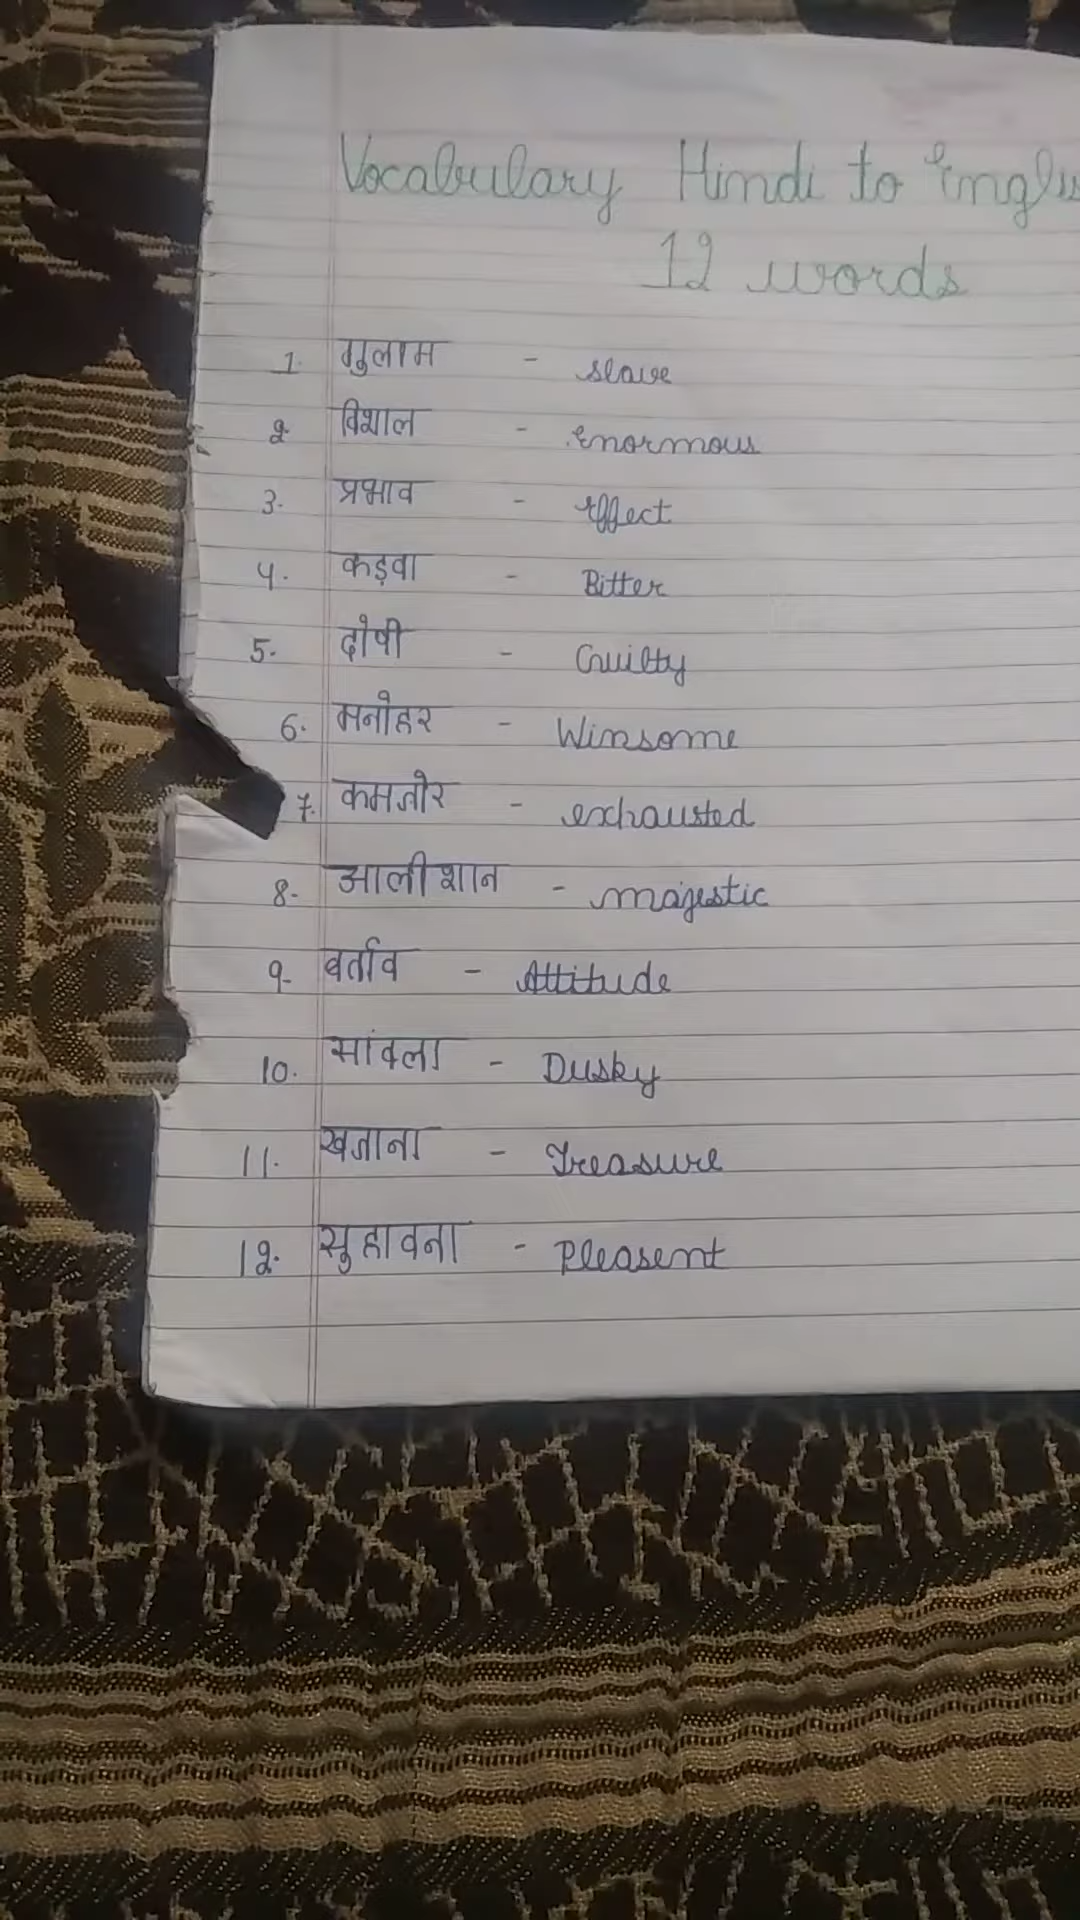 Vocabulary Hindi to Englis
12 words
1. गुलाम - slave
2 विशाल - enormous
3. प्रभाव - Effect
4. कड़वा - Bitter
5. दोषी - Guilty
6. मनोहर - Winsome
7. कमजोर - exhausted
8. आलीशान - majestic
9. बर्ताव - Attitude
10. सांवला - Dusky
11. खजाना - Treasure
12. सुहावना - Pleasent